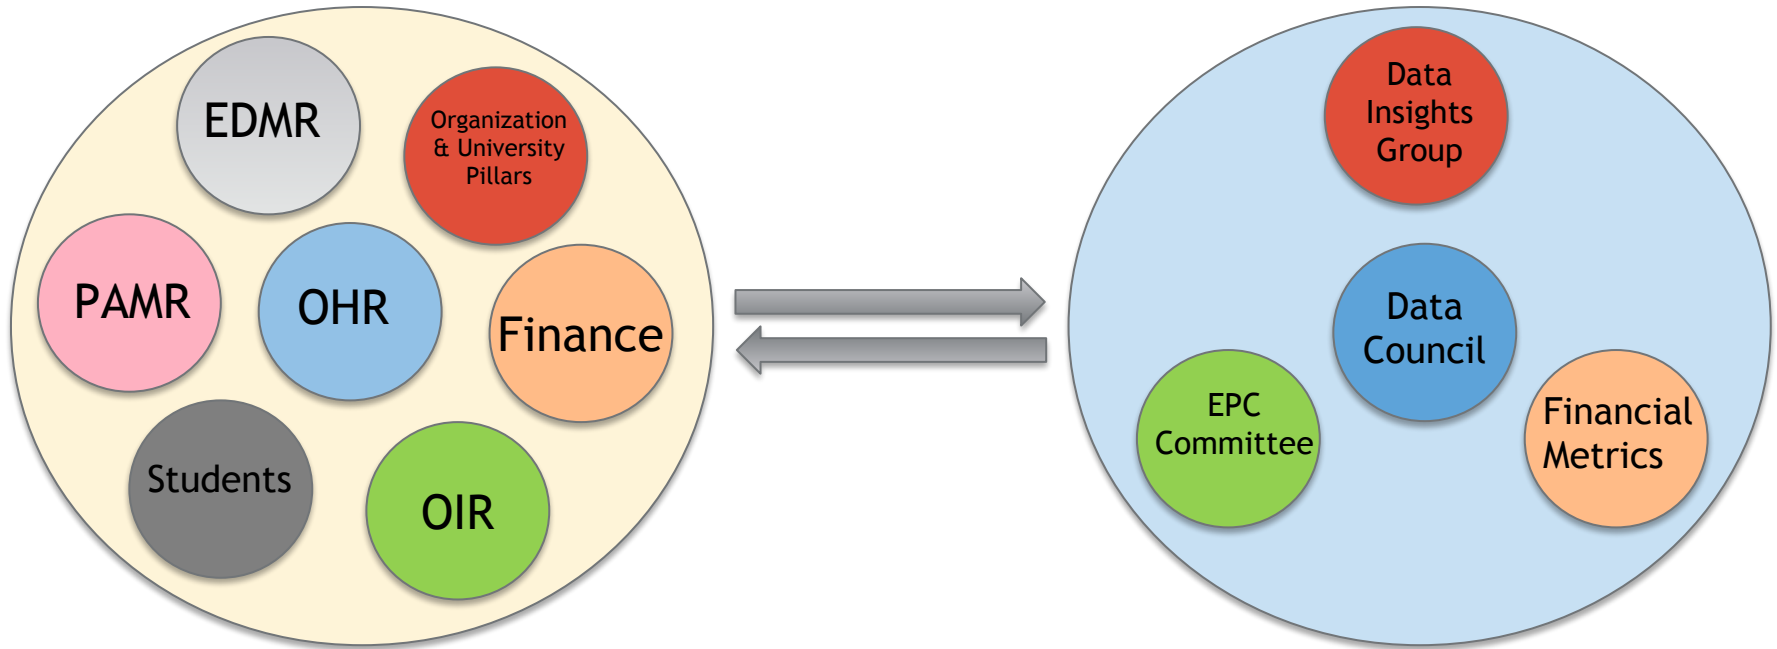 EDMR
Organization
& University
Pillars
PAMR
OHR
Finance
Students
OIR
Data
Insights
Group
Data
Council
EPC
Committee
Financial
Metrics